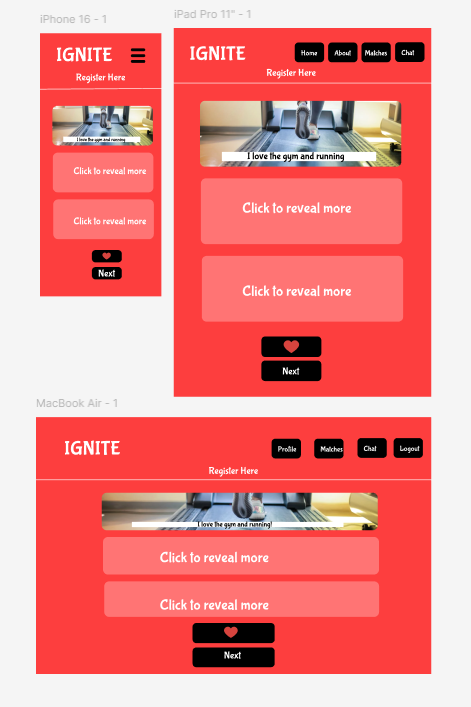 iPhone 16 - 1
IGNITE
Register Here
I love the gym and running
Click to reveal more
Click to reveal more
Next
iPad Pro 11" - 1
IGNITE
Home
About
Matches
Chat
Register Here
I love the gym and running
Click to reveal more
Click to reveal more
Next
MacBook Air - 1
IGNITE
Profile
Matches
Chat
Logout
Register Here
I love the gym and running!
Click to reveal more
Click to reveal more
Next